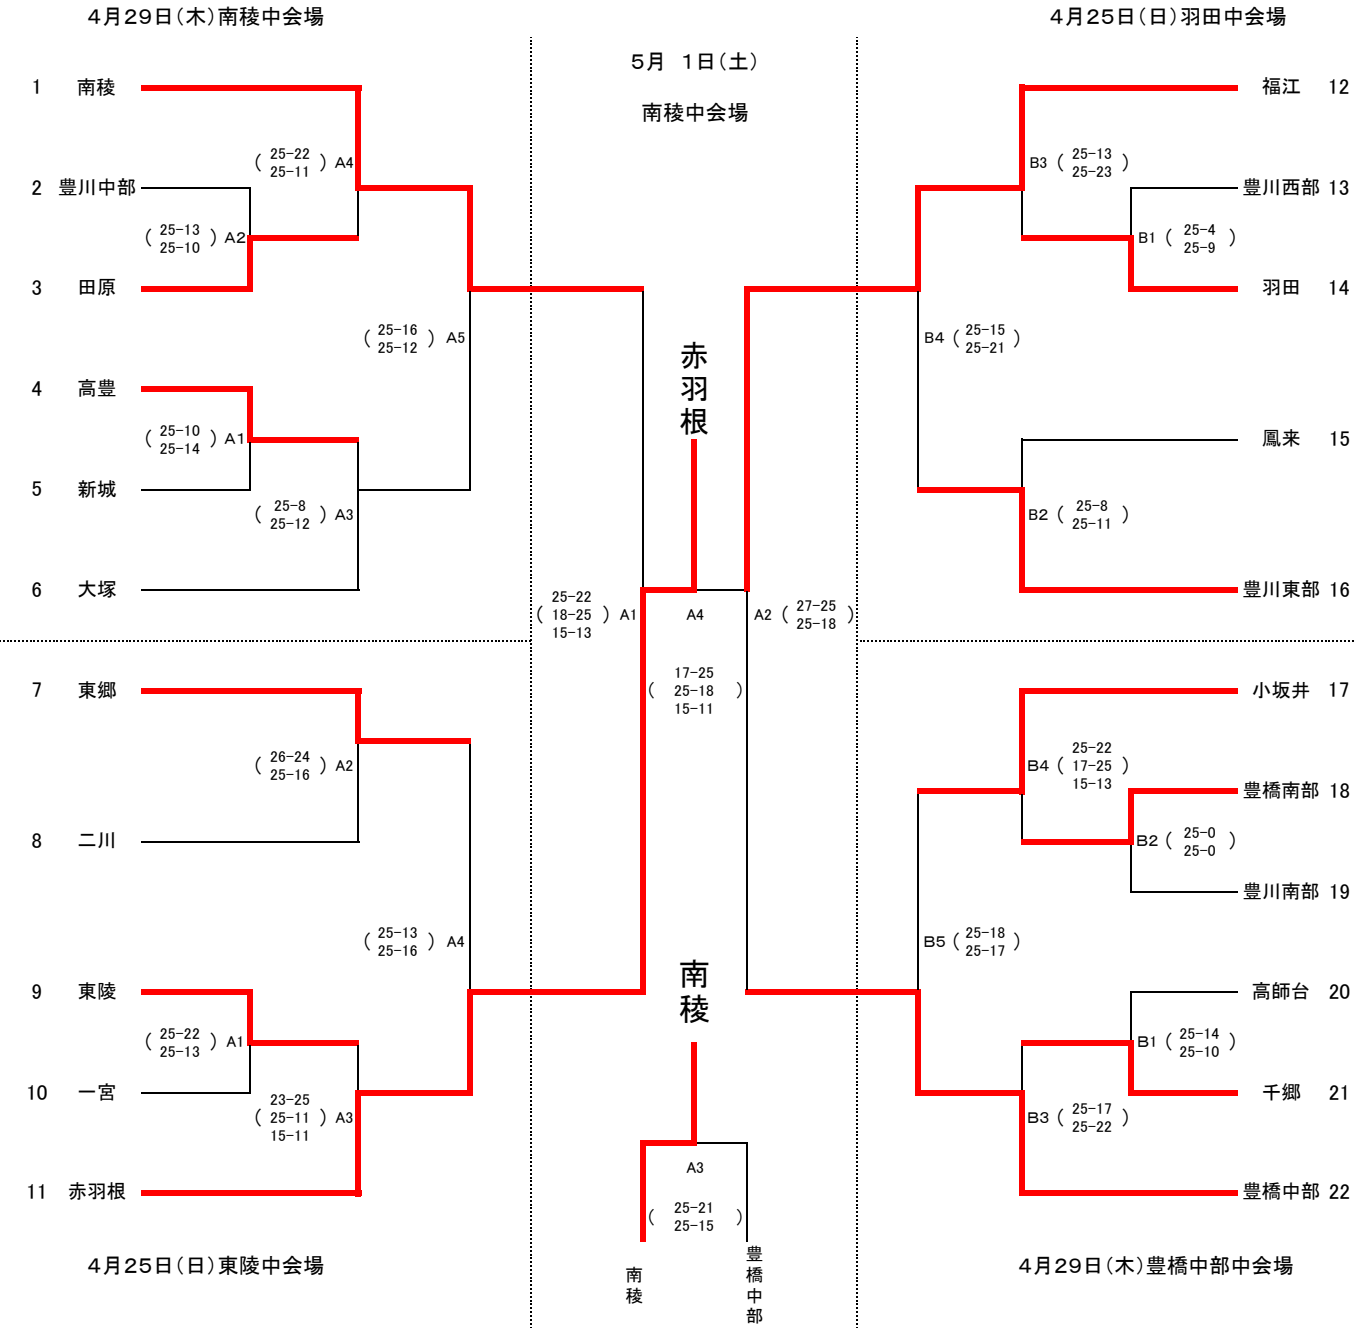 4月29日(木)南稜中会場
4月25日(日)羽田中会場
5月 1日(土)
南稜中会場
1 南稜
2 豊川中部
3 田原
4 高豊
5 新城
6 大塚
7 東郷
8 二川
9 東陵
10 一宮
11 赤羽根
( 25-22 25-11 ) A4
( 25-13 25-10 ) A2
( 25-16 25-12 ) A5
( 25-10 25-14 ) A1
( 25-8 25-12 ) A3
( 26-24 25-16 ) A2
( 25-13 25-16 ) A4
( 25-22 25-13 ) A1
( 23-25 25-11 15-11 ) A3
4月25日(日)東陵中会場
赤羽根
( 25-22 18-25 15-13 ) A1
A4
( 17-25 25-18 15-11 )
A2 ( 27-25 25-18 )
南稜
A3
( 25-21 25-15 )
南稜
豊橋中部
福江 12
豊川西部 13
羽田 14
鳳来 15
豊川東部 16
小坂井 17
豊橋南部 18
豊川南部 19
高師台 20
千郷 21
豊橋中部 22
B3 ( 25-13 25-23 )
B1 ( 25-4 25-9 )
B4 ( 25-15 25-21 )
B2 ( 25-8 25-11 )
B4 ( 25-22 17-25 15-13 )
B2 ( 25-0 25-0 )
B5 ( 25-18 25-17 )
B1 ( 25-14 25-10 )
B3 ( 25-17 25-22 )
4月29日(木)豊橋中部中会場